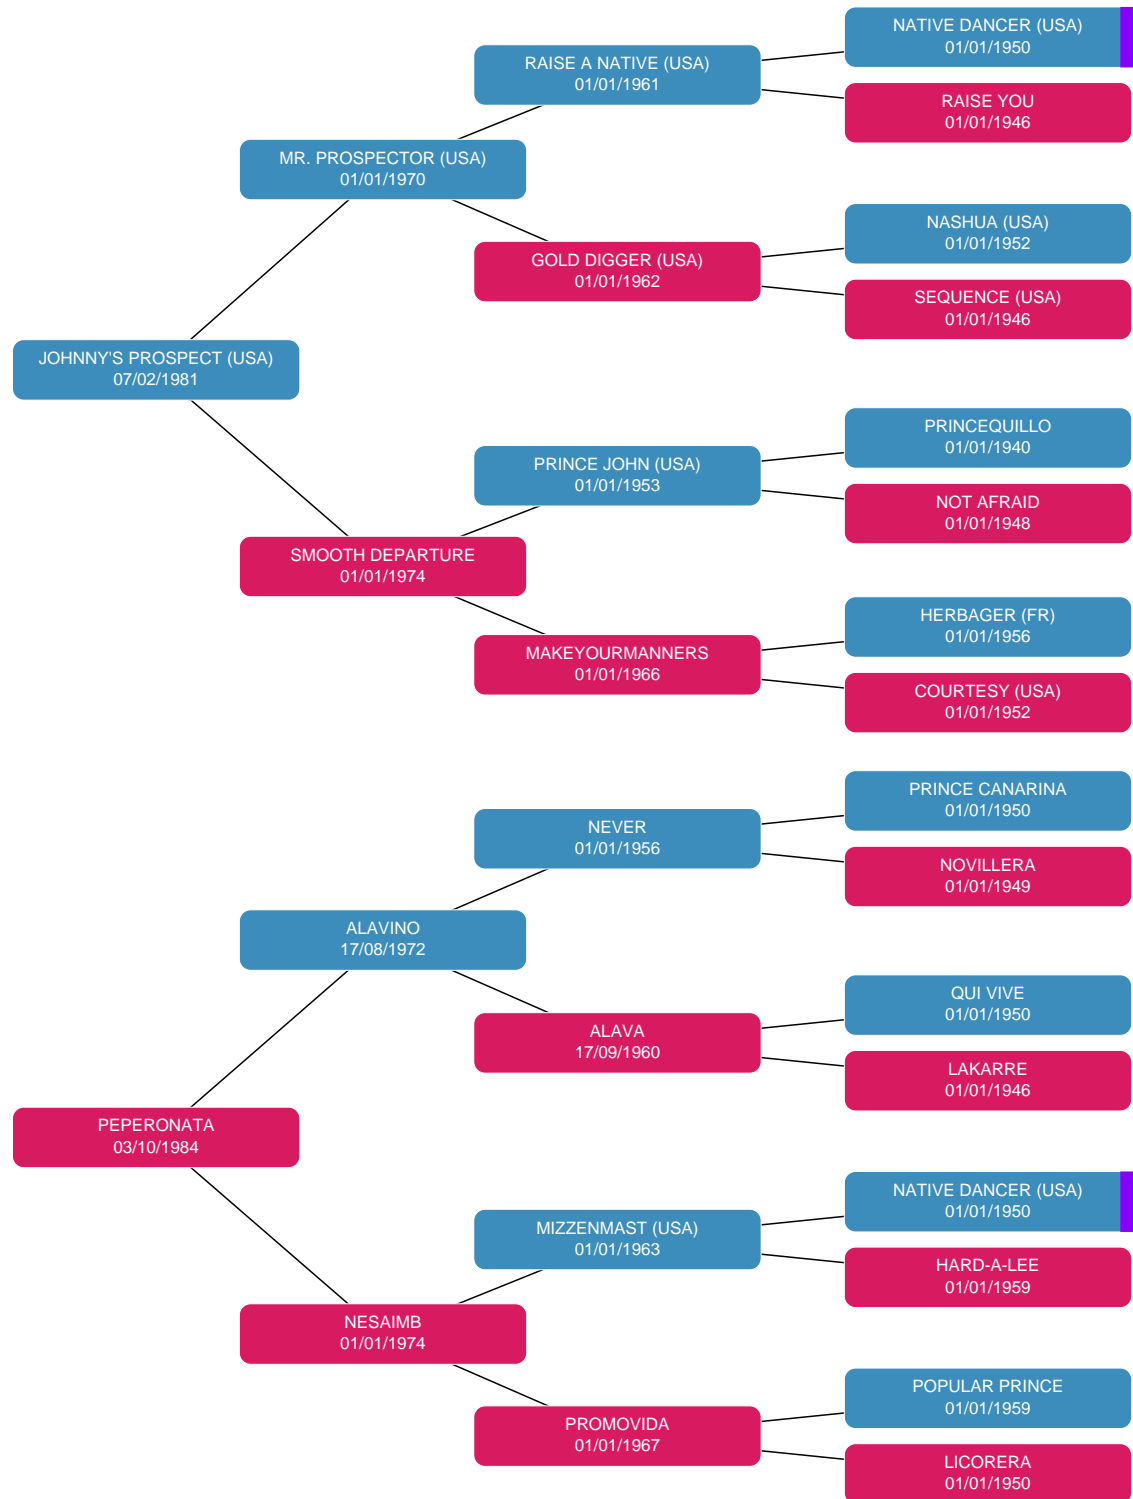 NATIVE DANCER (USA)
01/01/1950
RAISE A NATIVE (USA)
01/01/1961
RAISE YOU
01/01/1946
MR. PROSPECTOR (USA)
01/01/1970
NASHUA (USA)
01/01/1952
GOLD DIGGER (USA)
01/01/1962
SEQUENCE (USA)
01/01/1946
JOHNNY'S PROSPECT (USA)
07/02/1981
PRINCEQUILLO
01/01/1940
PRINCE JOHN (USA)
01/01/1953
NOT AFRAID
01/01/1948
SMOOTH DEPARTURE
01/01/1974
HERBAGER (FR)
01/01/1956
MAKEYOURMANNERS
01/01/1966
COURTESY (USA)
01/01/1952
PRINCE CANARINA
01/01/1950
NEVER
01/01/1956
NOVILLERA
01/01/1949
ALAVINO
17/08/1972
QUI VIVE
01/01/1950
ALAVA
17/09/1960
LAKARRE
01/01/1946
PEPERONATA
03/10/1984
NATIVE DANCER (USA)
01/01/1950
MIZZENMAST (USA)
01/01/1963
HARD-A-LEE
01/01/1959
NESAIMB
01/01/1974
POPULAR PRINCE
01/01/1959
PROMOVIDA
01/01/1967
LICORERA
01/01/1950